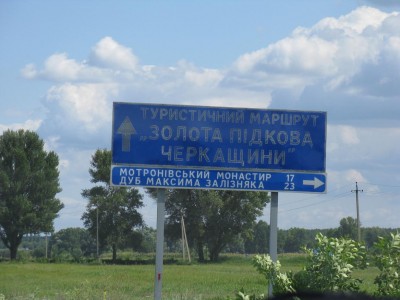 ТУРИСТИЧНИЙ МАРШРУТ
„ЗОЛОТА ПІДКОВА
ЧЕРКАЩИНИ"
МОТРОНІВСЬКИЙ МОНАСТИР 17
ДУБ МАКСИМА ЗАЛІЗНЯКА 23